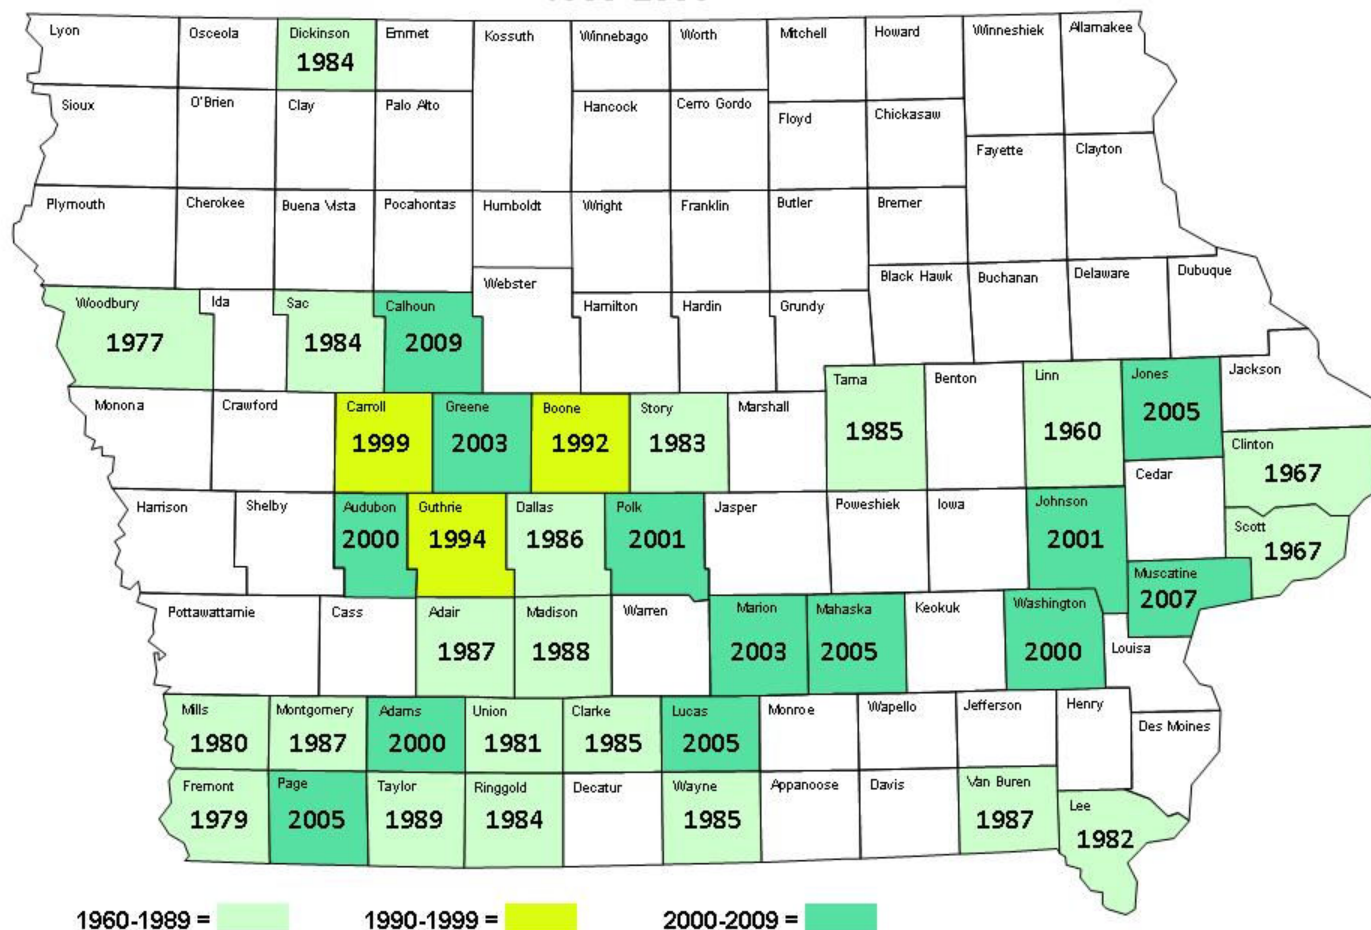 Lyon
Osceola
Dickinson
1984
Emmet
Kossuth
Winnebago
Worth
Mitchell
Howard
Winneshiek
Allamakee
Sioux
O'Brien
Clay
Palo Alto
Hancock
Cerro Gordo
Floyd
Chickasaw
Fayette
Clayton
Plymouth
Cherokee
Buena Vista
Pocahontas
Humboldt
Wright
Franklin
Butler
Bremer
Woodbury
1977
Ida
Sac
1984
Calhoun
2009
Webster
Hamilton
Hardin
Grundy
Black Hawk
Buchanan
Delaware
Dubuque
Monona
Crawford
Carroll
1999
Greene
2003
Boone
1992
Story
1983
Marshall
Tama
1985
Benton
Linn
1960
Jones
2005
Jackson
Clinton
1967
Cedar
Harrison
Shelby
Audubon
2000
Guthrie
1994
Dallas
1986
Polk
2001
Jasper
Poweshiek
Iowa
Johnson
2001
Scott
1967
Muscatine
2007
Pottawattamie
Cass
Adair
1987
Madison
1988
Warren
Marion
2003
Mahaska
2005
Keokuk
Washington
2000
Louisa
Mills
1980
Montgomery
1987
Adams
2000
Union
1981
Clarke
1985
Lucas
2005
Monroe
Wapello
Jefferson
Henry
Des Moines
Fremont
1979
Page
2005
Taylor
1989
Ringgold
1984
Decatur
Wayne
1985
Appanoose
Davis
Van Buren
1987
Lee
1982
1960-1989 =
1990-1999 =
2000-2009 =